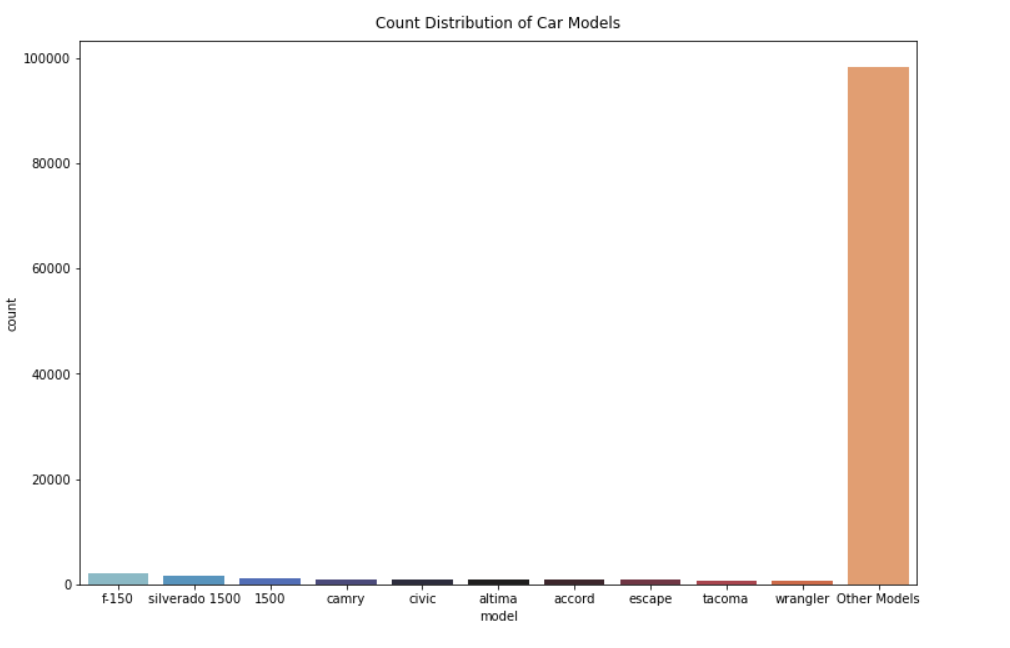 Count Distribution of Car Models
100000
80000
60000
40000
20000
0
count
f-150 silverado 1500 1500 camry civic altima accord escape tacoma wrangler Other Models
model